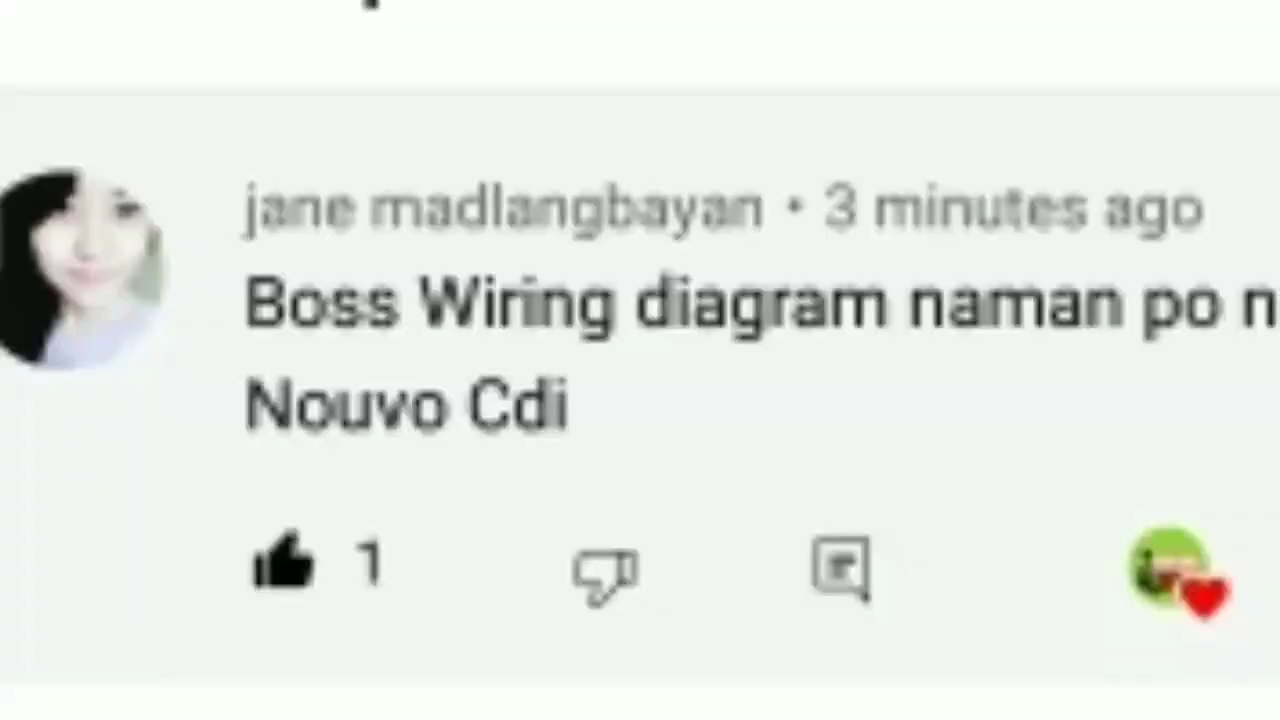 jane madlangbayan • 3 minutes ago
Boss Wiring diagram naman po
Nouvo Cdi
1